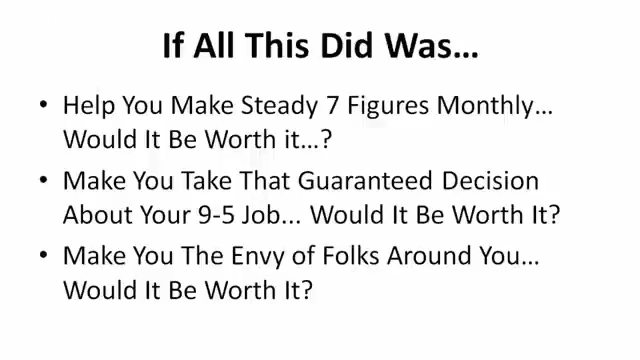 If All This Did Was...
• Help You Make Steady 7 Figures Monthly...
Would It Be Worth it...?
• Make You Take That Guaranteed Decision
About Your 9-5 Job... Would It Be Worth It?
• Make You The Envy of Folks Around You...
Would It Be Worth It?